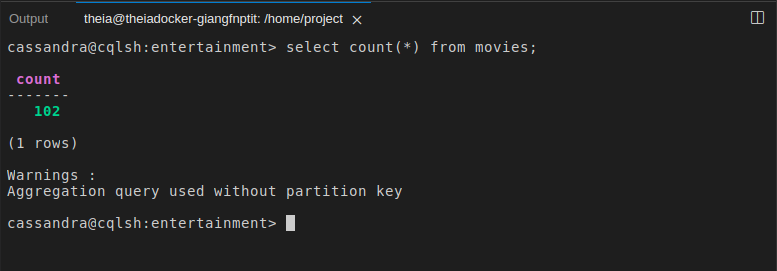 Output theia@theiadocker-giangfnptit: /home/project ×
cassandra@cqlsh:entertainment> select count(*) from movies;
count
-------
102
(1 rows)
Warnings :
Aggregation query used without partition key
cassandra@cqlsh:entertainment>